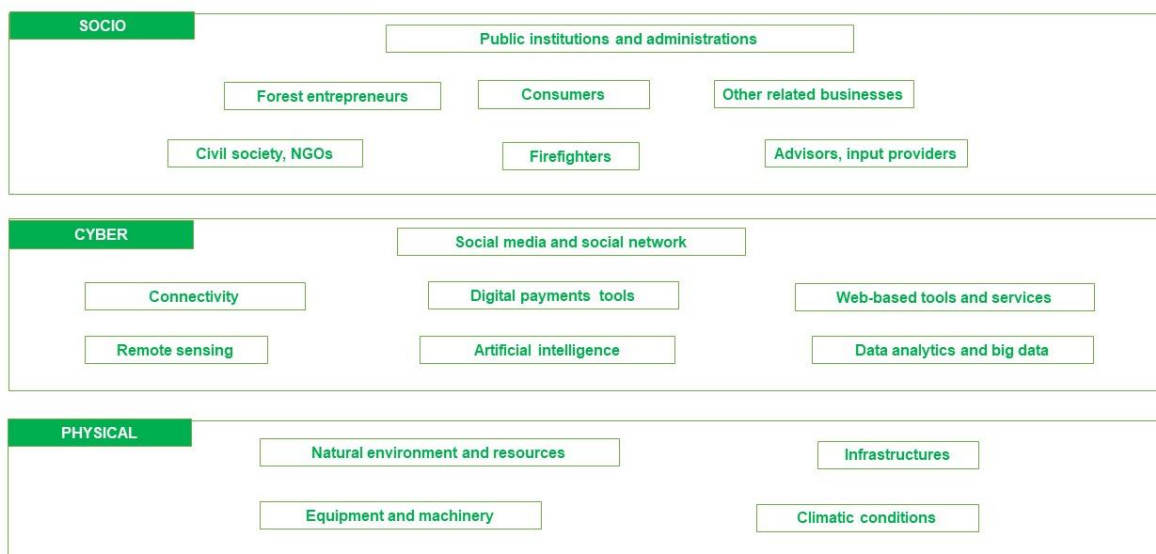 SOCIO
Public institutions and administrations
Forest entrepreneurs
Consumers
Other related businesses
Civil society, NGOs
Firefighters
Advisors, input providers
CYBER
Social media and social network
Connectivity
Digital payments tools
Web-based tools and services
Remote sensing
Artificial intelligence
Data analytics and big data
PHYSICAL
Natural environment and resources
Infrastructures
Equipment and machinery
Climatic conditions